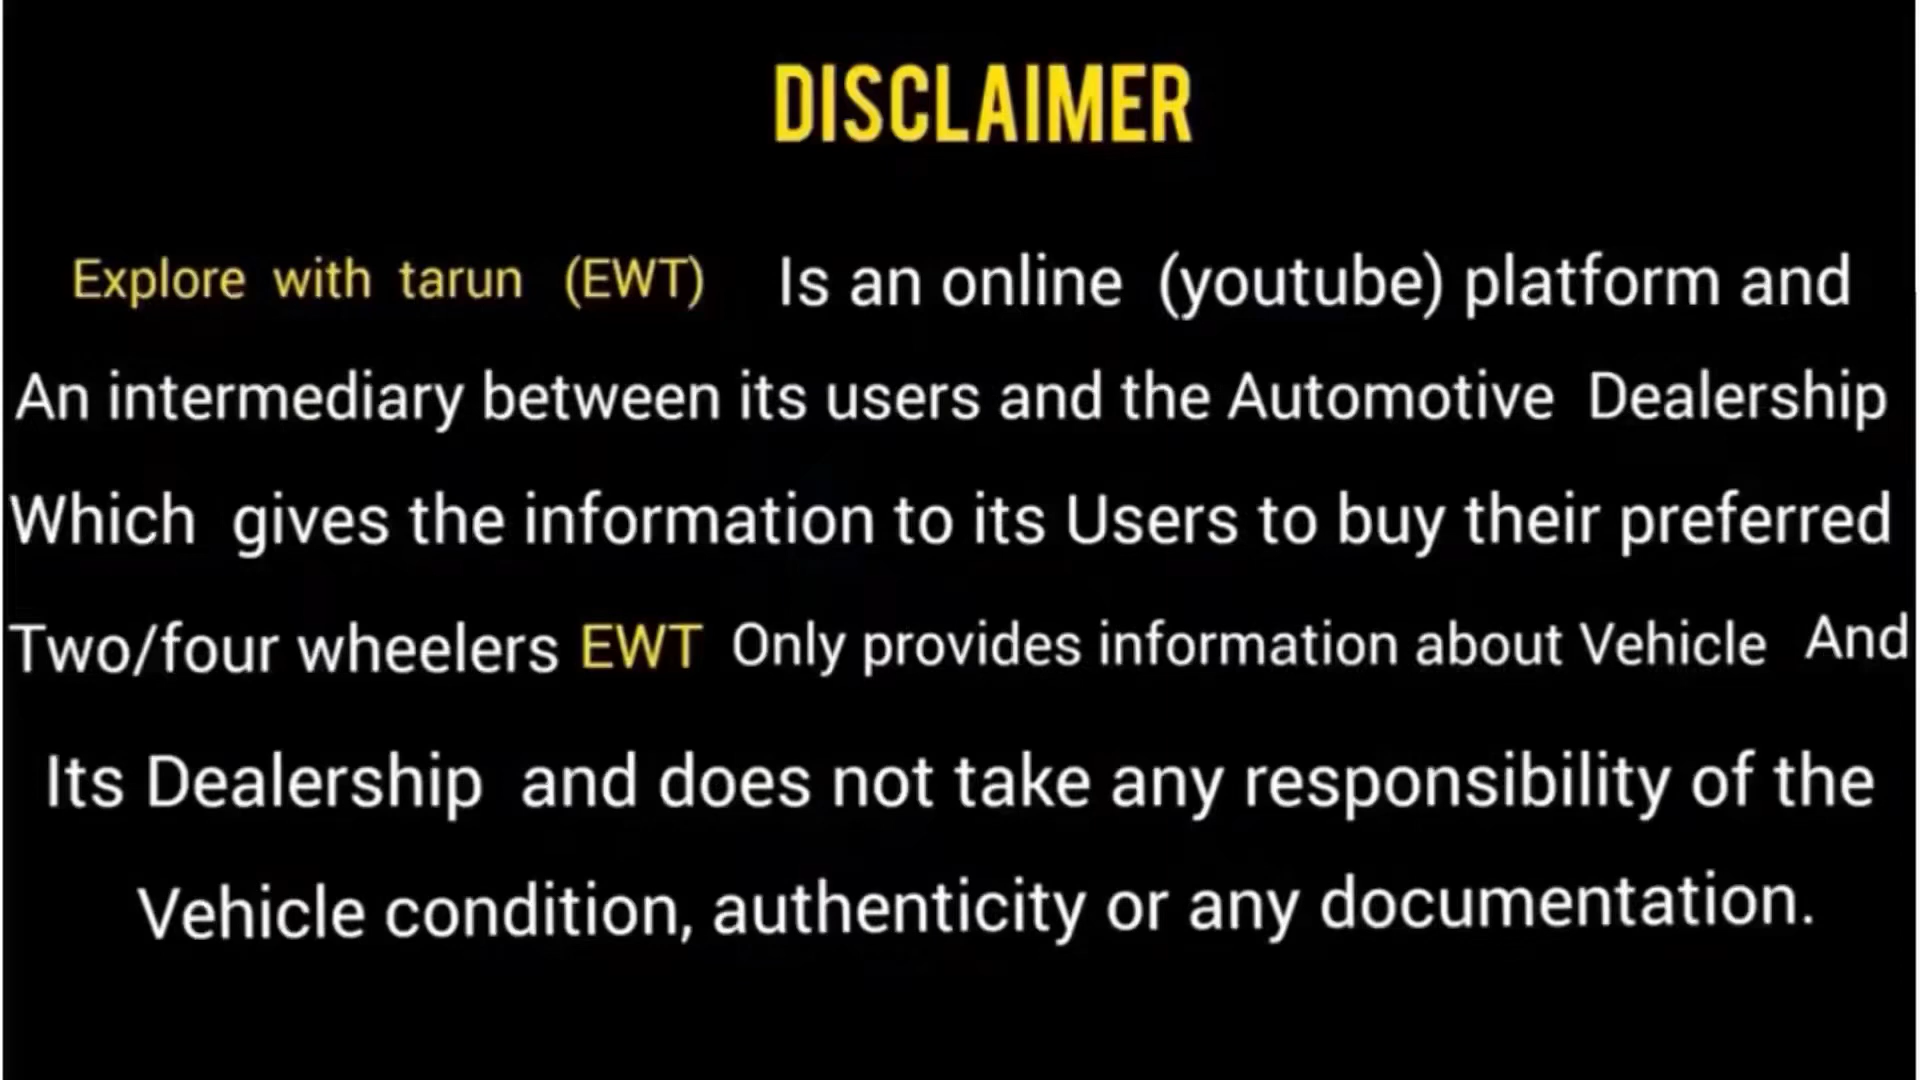 DISCLAIMER
Explore with tarun (EWT) Is an online (youtube) platform and
An intermediary between its users and the Automotive Dealership
Which gives the information to its Users to buy their preferred
Two/four wheelers EWT Only provides information about Vehicle And
Its Dealership and does not take any responsibility of the
Vehicle condition, authenticity or any documentation.